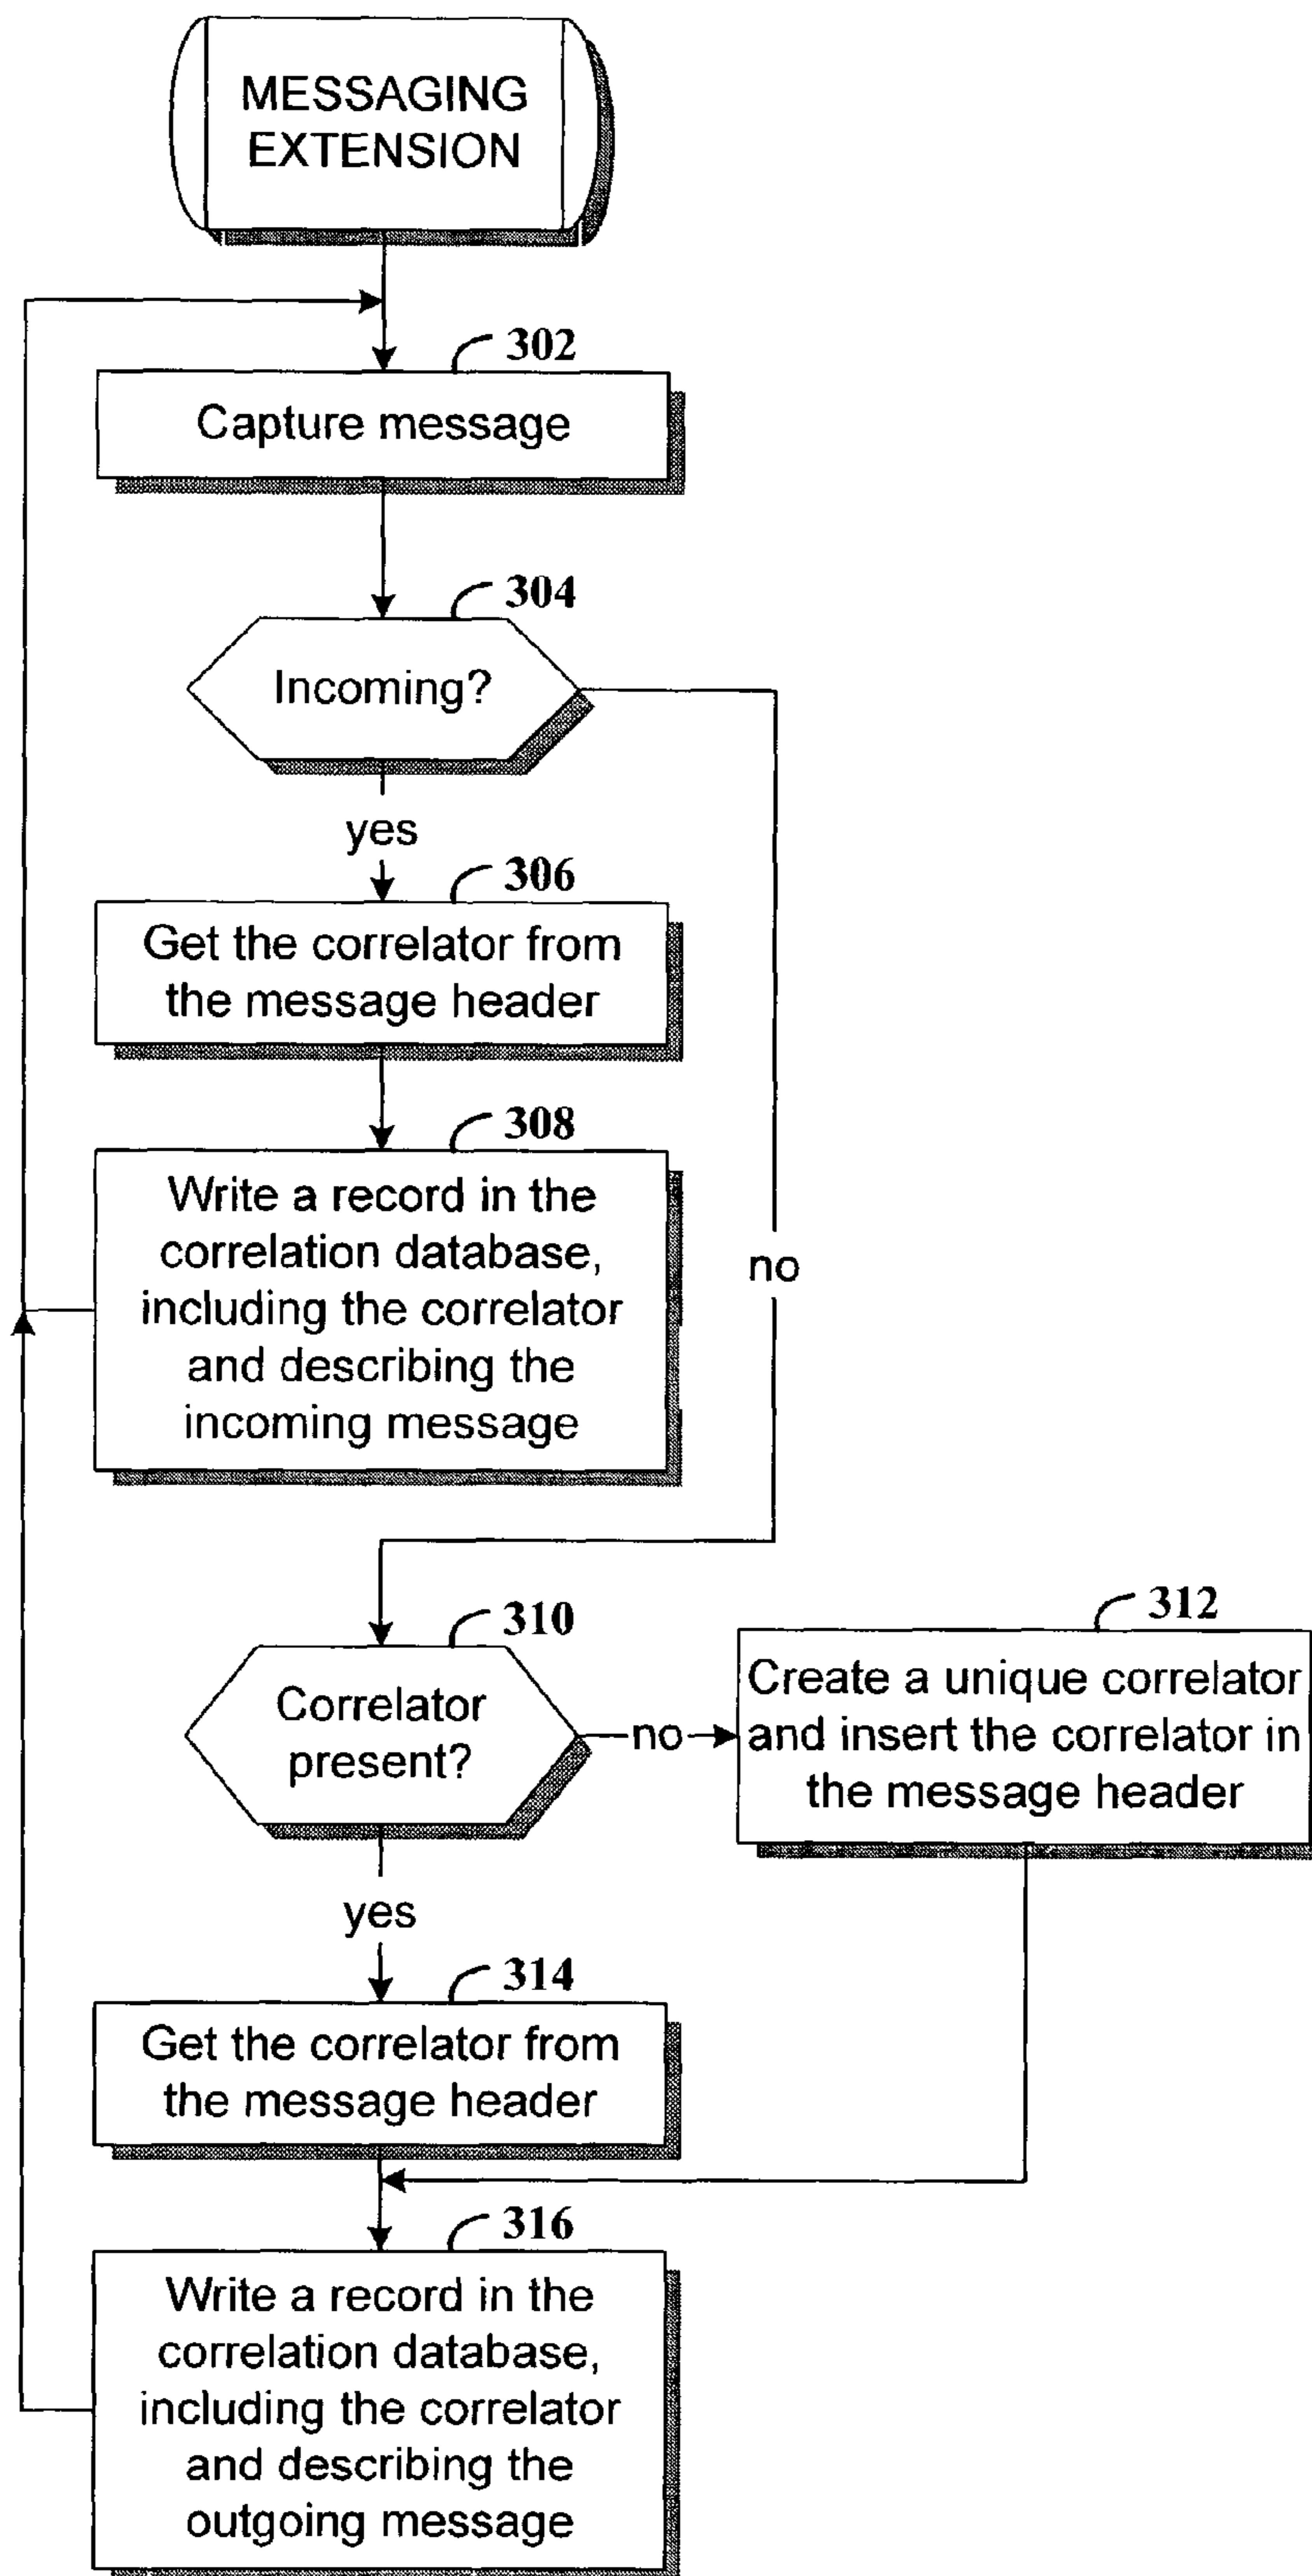 MESSAGING
EXTENSION
302
Capture message
304
Incoming?
yes
306
Get the correlator from
the message header
308
Write a record in the
correlation database,
including the correlator
and describing the
incoming message
no
310
Correlator
present?
no
312
Create a unique correlator
and insert the correlator in
the message header
yes
314
Get the correlator from
the message header
316
Write a record in the
correlation database,
including the correlator
and describing the
outgoing message